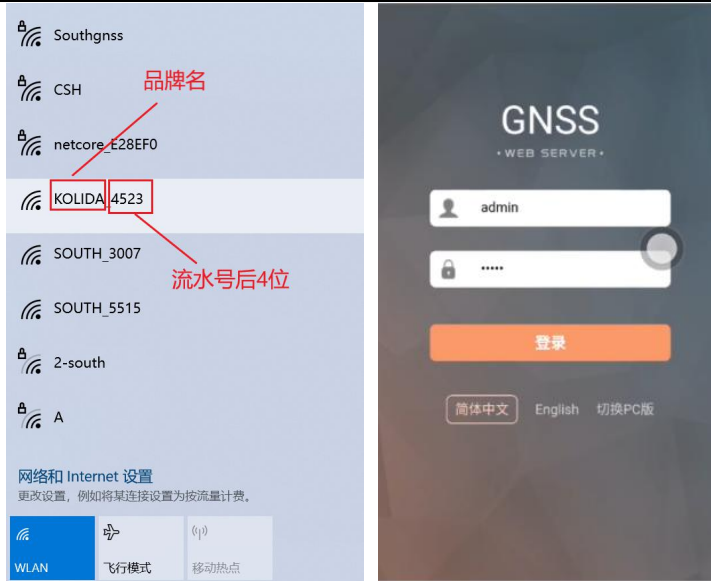 Southgnss
CSH
品牌名
netcore_E28EF0
KOLIDA_4523
SOUTH_3007
流水号后4位
SOUTH_5515
2-south
A
网络和 Internet 设置
更改设置，例如将某连接设置为按流量计费。
WLAN
飞行模式
移动热点
GNSS
·WEB SERVER·
admin
•••••
登录
简体中文 English 切换PC版